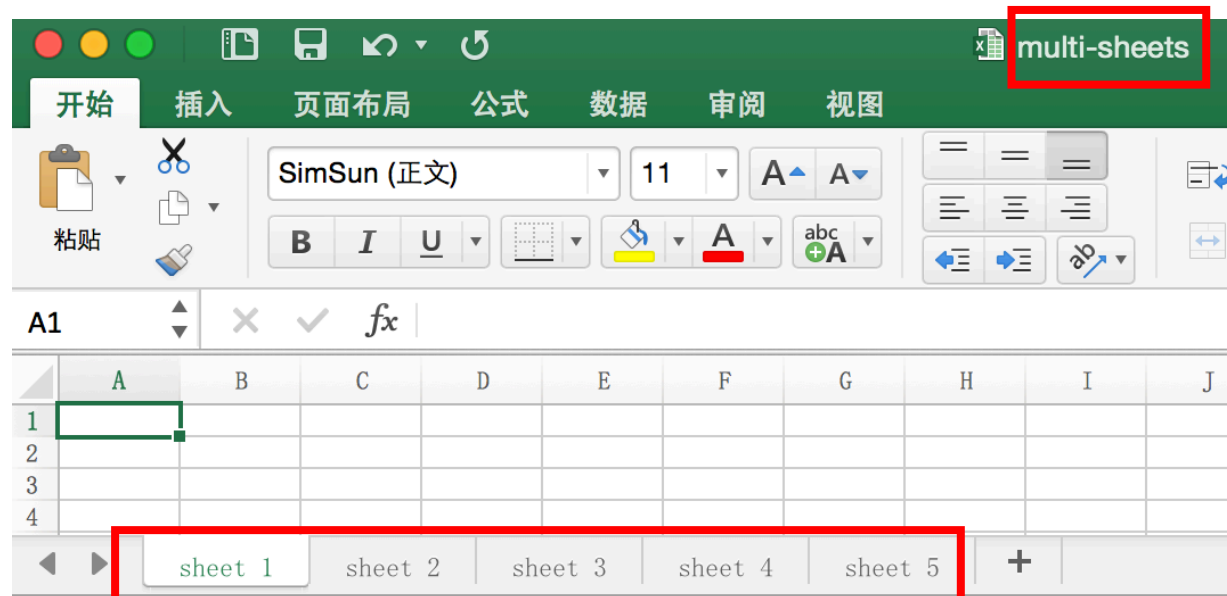 multi-sheets
开始 插入 页面布局 公式 数据 审阅 视图
粘贴 SimSun (正文) 11 A A
B I U A abc A ab
A1 fx
A B C D E F G H I J
1
2
3
4
sheet 1 sheet 2 sheet 3 sheet 4 sheet 5 +